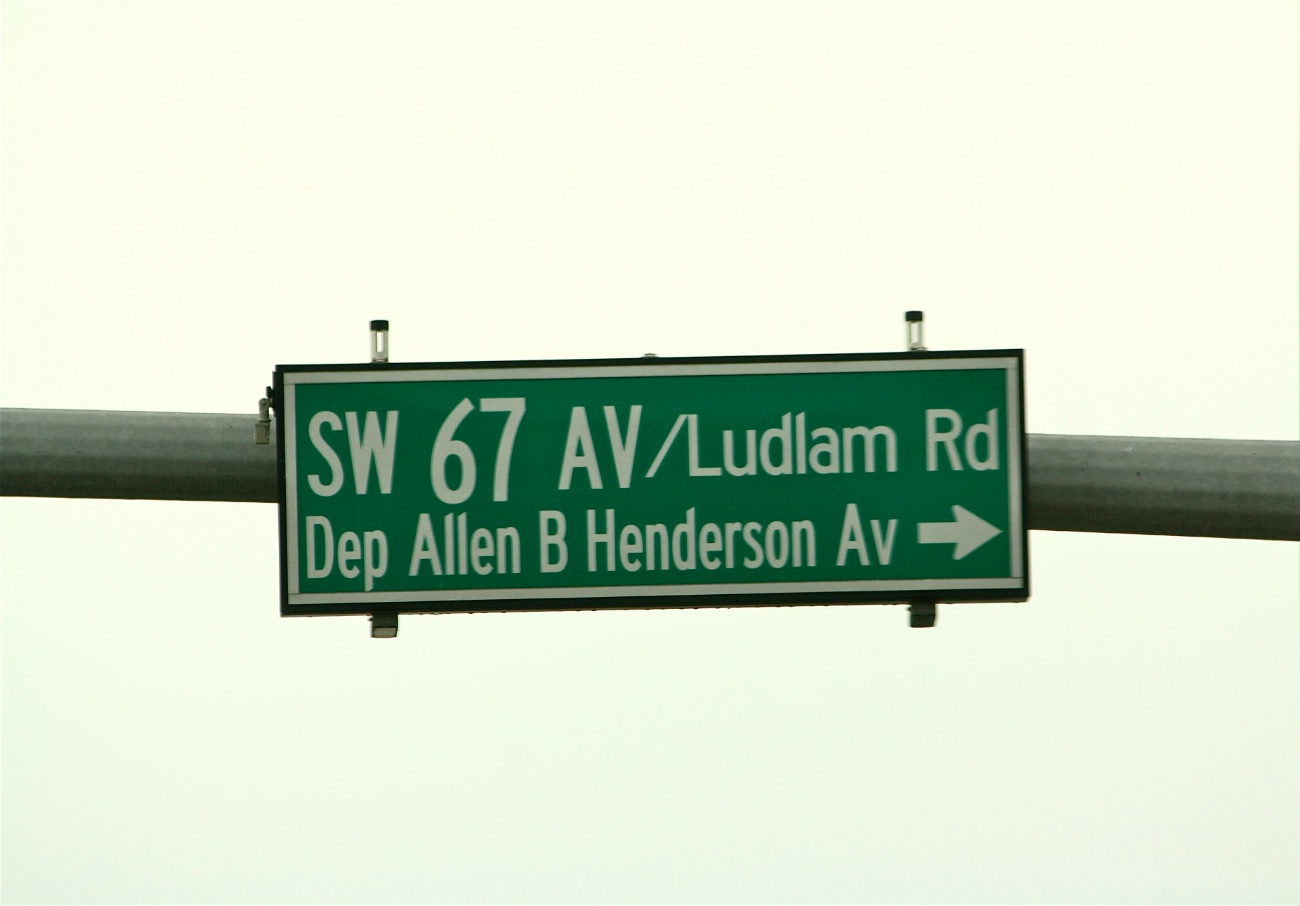 SW 67 AV/Ludlam Rd
Dep Allen B Henderson Av